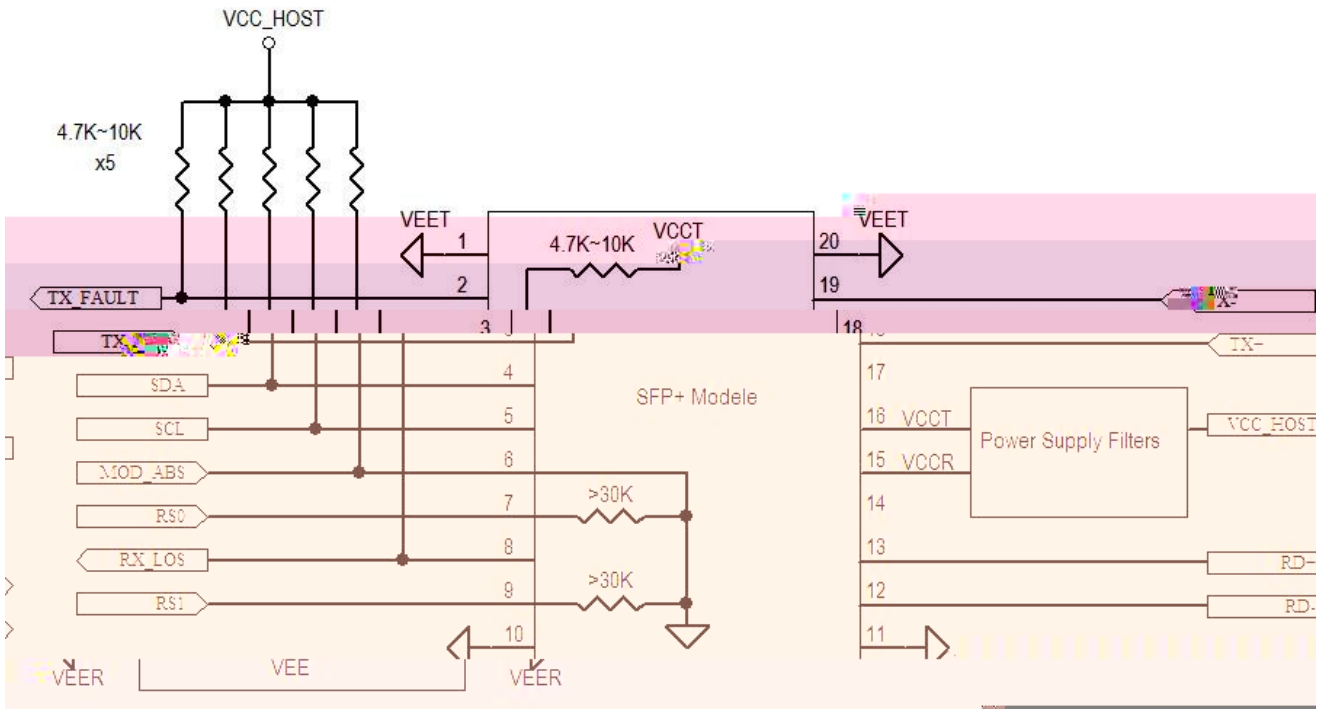 VCC_HOST
4.7K~10K
x5
VEET
1
4.7K~10K
VCCT
20
VEET
TX_FAULT
2
19
3
18
TX-
SDA
4
SFP+ Modele
17
SCL
5
16
VCCT
Power Supply Filters
VCC_HOST
MOD_ABS
6
15
VCCR
RS0
7
>30K
14
RX_LOS
8
13
RD+
RS1
9
>30K
12
RD-
10
11
VEER
VEE
VEER